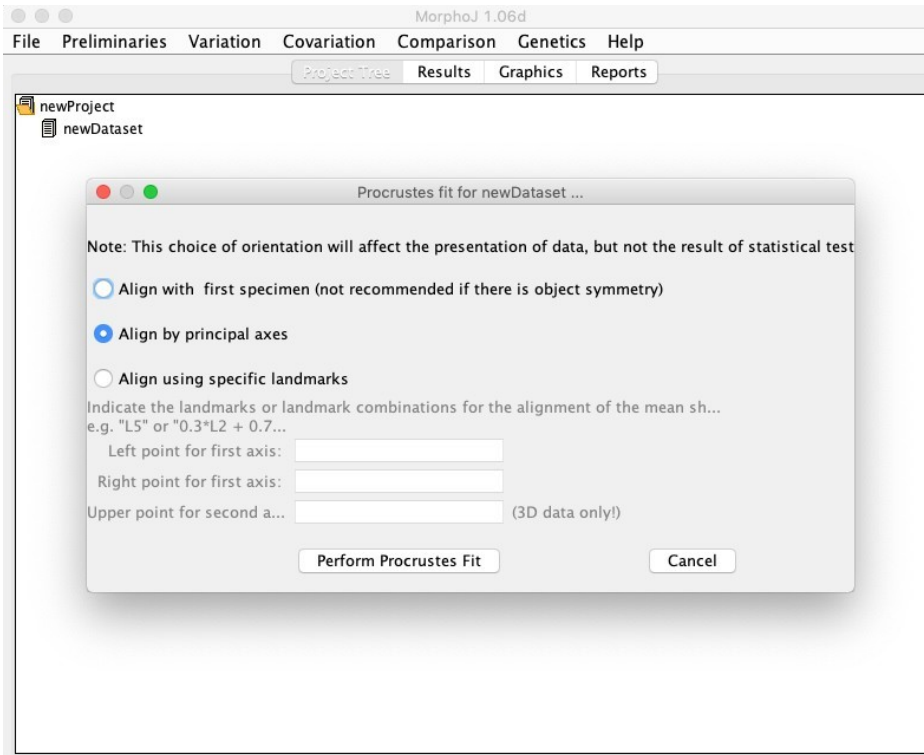 MorphoJ 1.06d
File Preliminaries Variation Covariation Comparison Genetics Help
Project Tree Results Graphics Reports
newProject
newDataset
Procrustes fit for newDataset ...
Note: This choice of orientation will affect the presentation of data, but not the result of statistical test
Align with first specimen (not recommended if there is object symmetry)
Align by principal axes
Align using specific landmarks
Indicate the landmarks or landmark combinations for the alignment of the mean sh...
e.g. "L5" or "0.3*L2 + 0.7...
Left point for first axis:
Right point for first axis:
Upper point for second a... (3D data only!)
Perform Procrustes Fit Cancel